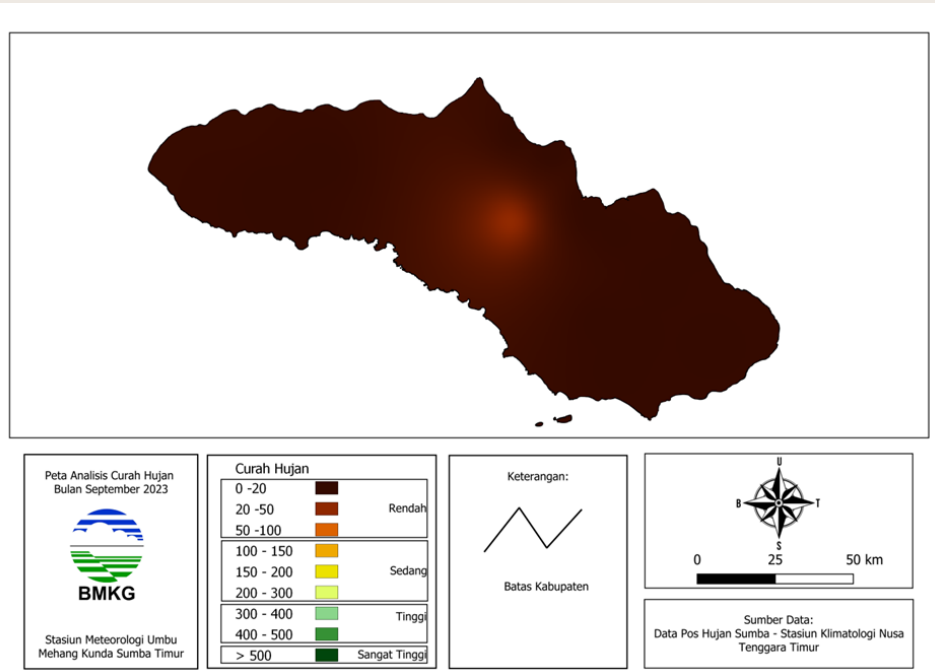 Peta Analisis Curah Hujan
Bulan September 2023
BMKG
Stasiun Meteorologi Umbu
Mehang Kunda Sumba Timur
Curah Hujan
0 -20
20 -50 Rendah
50 -100
100 - 150
150 - 200 Sedang
200 - 300
300 - 400 Tinggi
400 - 500
> 500 Sangat Tinggi
Keterangan:
Batas Kabupaten
U
B T
S
0 25 50 km
Sumber Data:
Data Pos Hujan Sumba - Stasiun Klimatologi Nusa
Tenggara Timur